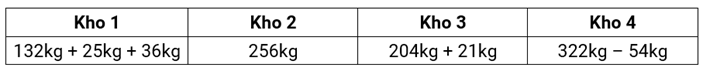 Kho 1 Kho 2 Kho 3 Kho 4
132kg + 25kg + 36kg 256kg 204kg + 21kg 322kg – 54kg